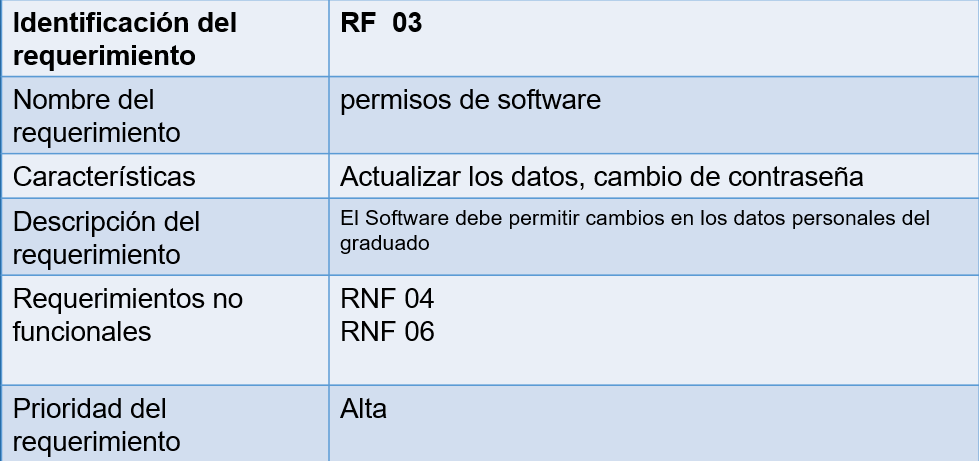 Identificación del
requerimiento
RF  03
Nombre del
requerimiento
permisos de software
Características
Actualizar los datos, cambio de contraseña
Descripción del
requerimiento
El Software debe permitir cambios en los datos personales del
graduado
Requerimientos no
funcionales
RNF 04
RNF 06
Prioridad del
requerimiento
Alta